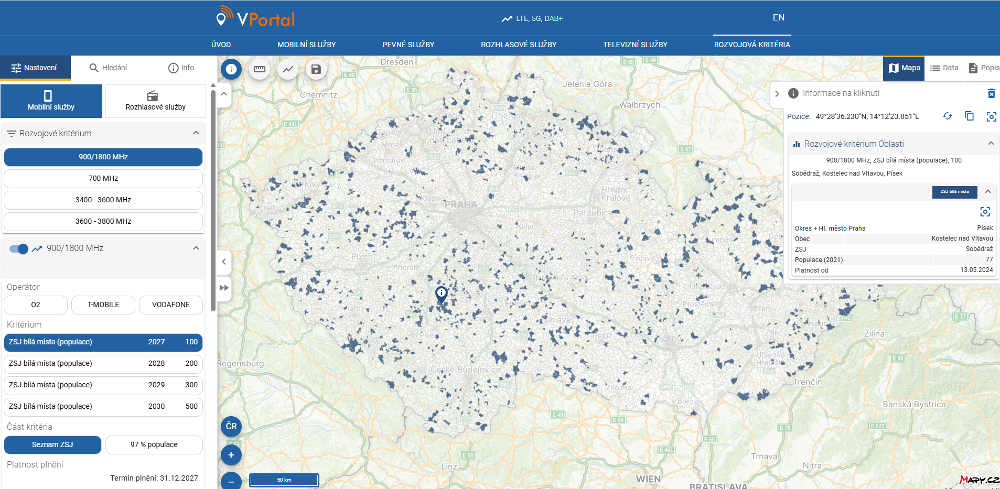 VPortal
LTE, 5G, DAB+
EN
ÚVOD
MOBILNÍ SLUŽBY
PEVNÉ SLUŽBY
ROZHLASOVÉ SLUŽBY
TELEVIZNÍ SLUŽBY
ROZVOJOVÁ KRITÉRIA
Nastavení
Hledání
Info
Mobilní služby
Rozhlasové služby
Rozvojové kritérium
900/1800 MHz
700 MHz
3400 - 3600 MHz
3600 - 3800 MHz
900/1800 MHz
Operátor
O2
T-MOBILE
VODAFONE
Kritérium
ZSJ bílá místa (populace) 2027 100
ZSJ bílá místa (populace) 2028 200
ZSJ bílá místa (populace) 2029 300
ZSJ bílá místa (populace) 2030 500
Část kritéria
Seznam ZSJ
97 % populace
Platnost plnění
Termín plnění: 31.12.2027
Mapa
Data
Popis
Informace na kliknutí
Pozice: 49°28'36.230"N, 14°12'23.851"E
Rozvojové kritérium Oblasti
900/1800 MHz, ZSJ bílá místa (populace), 100
Sobědraž, Kostelec nad Vltavou, Písek
ZSJ bílá místa
Okres + Hl. město Praha Písek
Obec Kostelec nad Vltavou
ZSJ Sobědraž
Populace (2021) 77
Platnost od 13.05.2024
Dresden
E 40
E 65
E 40
Jelenia Góra
E 55
Chemnitz
Wałbrzych
Liberec
E 441
Teplice
Most
Chomutov
E 67
Karlovy Vary
Hradec
Králové
Kladno
PRAHA
Cheb
Pardubice
Kolín
Plzeň
Příbram
Svitavy
Šumperk
Havlíčkův Brod
Olomouc
Klatovy
Tábor
Pelhřimov
Jihlava
Prostějov
Přerov
E 442
E 77
Písek
Třebíč
Brno
Zlín
Vsetín
Žilina
Uherské
Hradiště
E 50
Regensburg
České Budějovice
Donau
Trenčín
Znojmo
Břeclav
Banská Bystrica
E 49
E 59
E 75
E 572
E 65
E 461
E 55
Linz
Trnava
Nitra
WIEN
BRATISLAVA
ČR
+
−
50 km
Mapy.cz